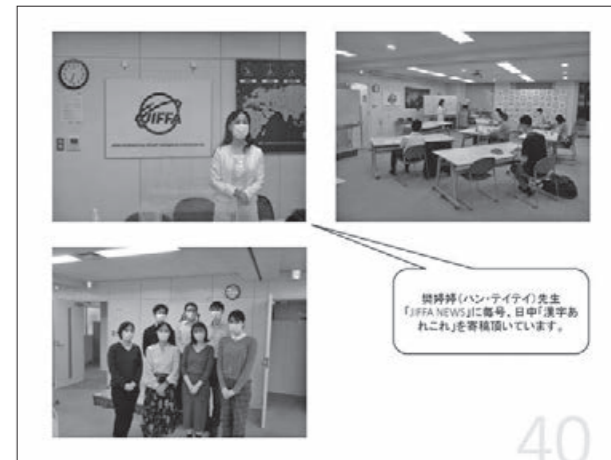 JIFFA
樊婷婷(ハン・テイテイ)先生
「JIFFA NEWS」に毎号、日中「漢字あ
れこれ」を寄稿頂いています。
40